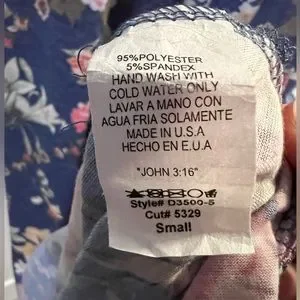 95%POLYESTER
5%SPANDEX
HAND WASH WITH
COLD WATER ONLY
LAVAR A MANO CON
AGUA FRIA SOLAMENTE
MADE IN U.S.A
HECHO EN E.U.A
"JOHN 3:16"
Style# D3500-S
Cut# 5329
Small